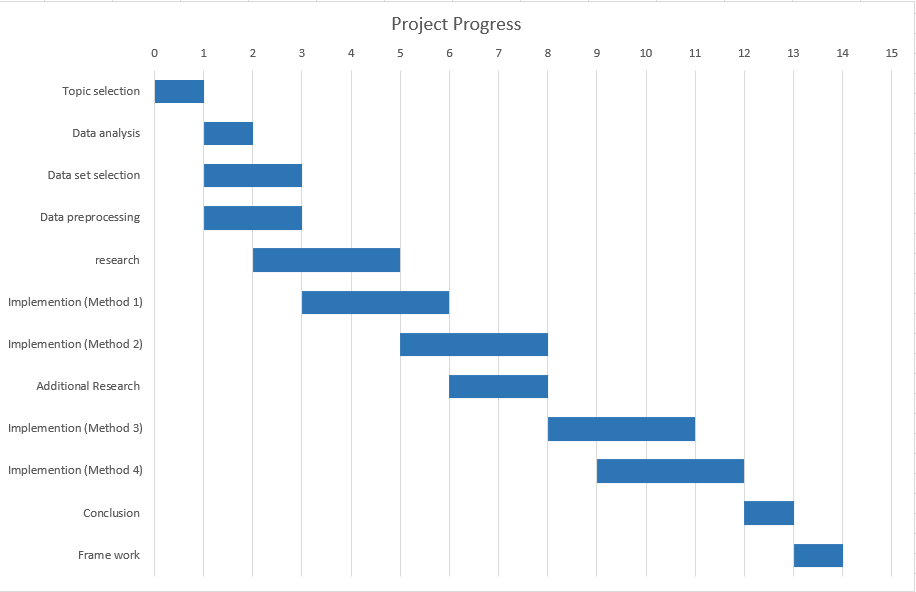 Project Progress
0 1 2 3 4 5 6 7 8 9 10 11 12 13 14 15
Topic selection
Data analysis
Data set selection
Data preprocessing
research
Implemention (Method 1)
Implemention (Method 2)
Additional Research
Implemention (Method 3)
Implemention (Method 4)
Conclusion
Frame work